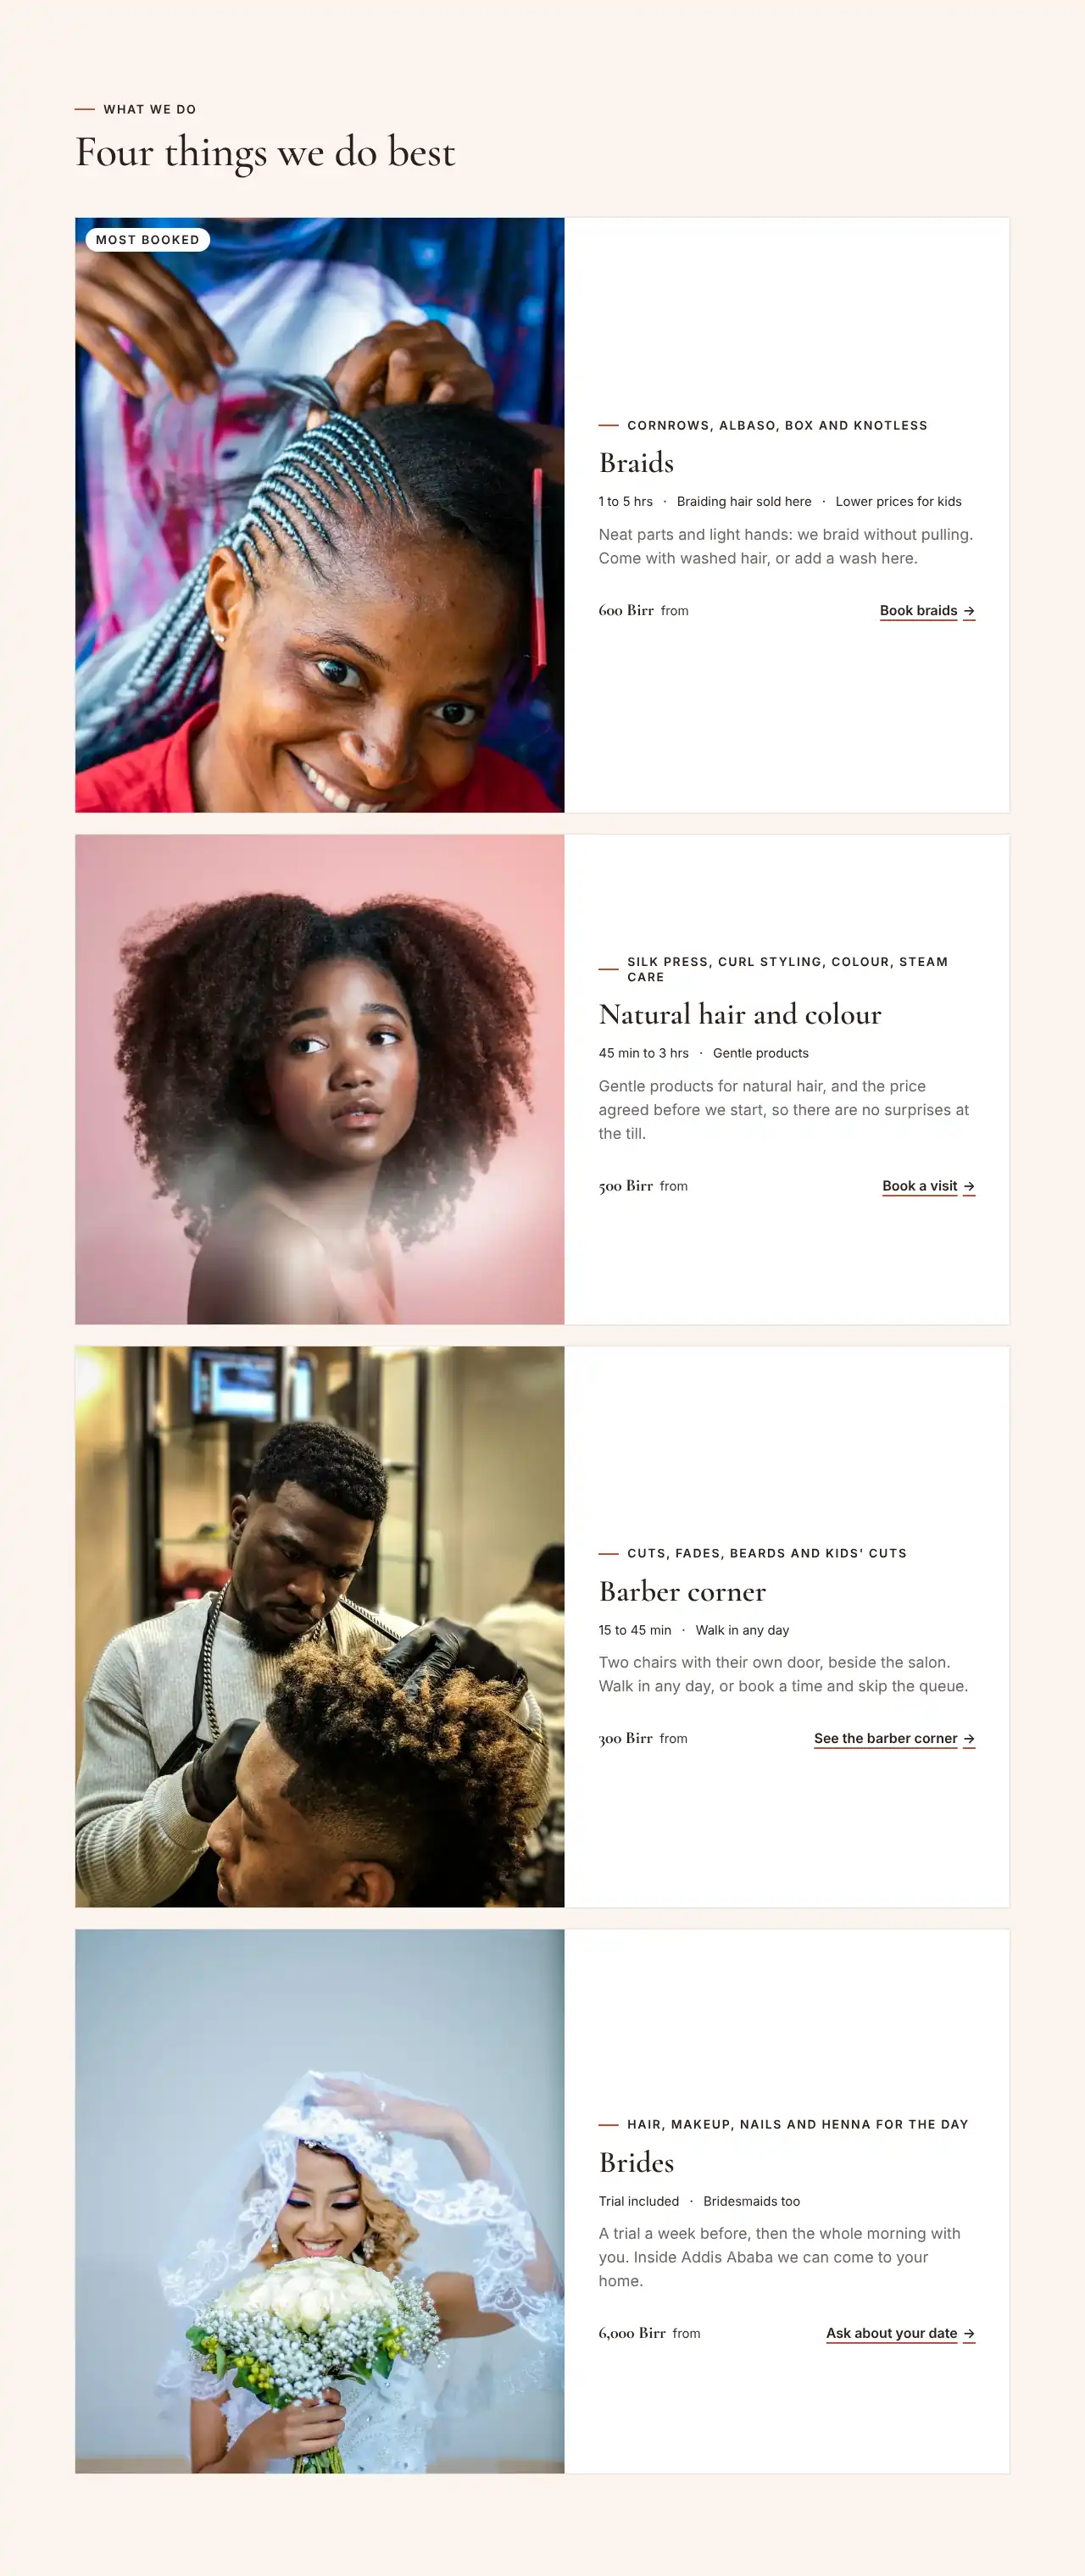 WHAT WE DO
Four things we do best
MOST BOOKED
CORNROWS, ALBASO, BOX AND KNOTLESS
Braids
1 to 5 hrs · Braiding hair sold here · Lower prices for kids
Neat parts and light hands: we braid without pulling.
Come with washed hair, or add a wash here.
600 Birr from
Book braids →
SILK PRESS, CURL STYLING, COLOUR, STEAM
CARE
Natural hair and colour
45 min to 3 hrs · Gentle products
Gentle products for natural hair, and the price
agreed before we start, so there are no surprises at
the till.
500 Birr from
Book a visit →
CUTS, FADES, BEARDS AND KIDS' CUTS
Barber corner
15 to 45 min · Walk in any day
Two chairs with their own door, beside the salon.
Walk in any day, or book a time and skip the queue.
300 Birr from
See the barber corner →
HAIR, MAKEUP, NAILS AND HENNA FOR THE DAY
Brides
Trial included · Bridesmaids too
A trial a week before, then the whole morning with
you. Inside Addis Ababa we can come to your
home.
6,000 Birr from
Ask about your date →